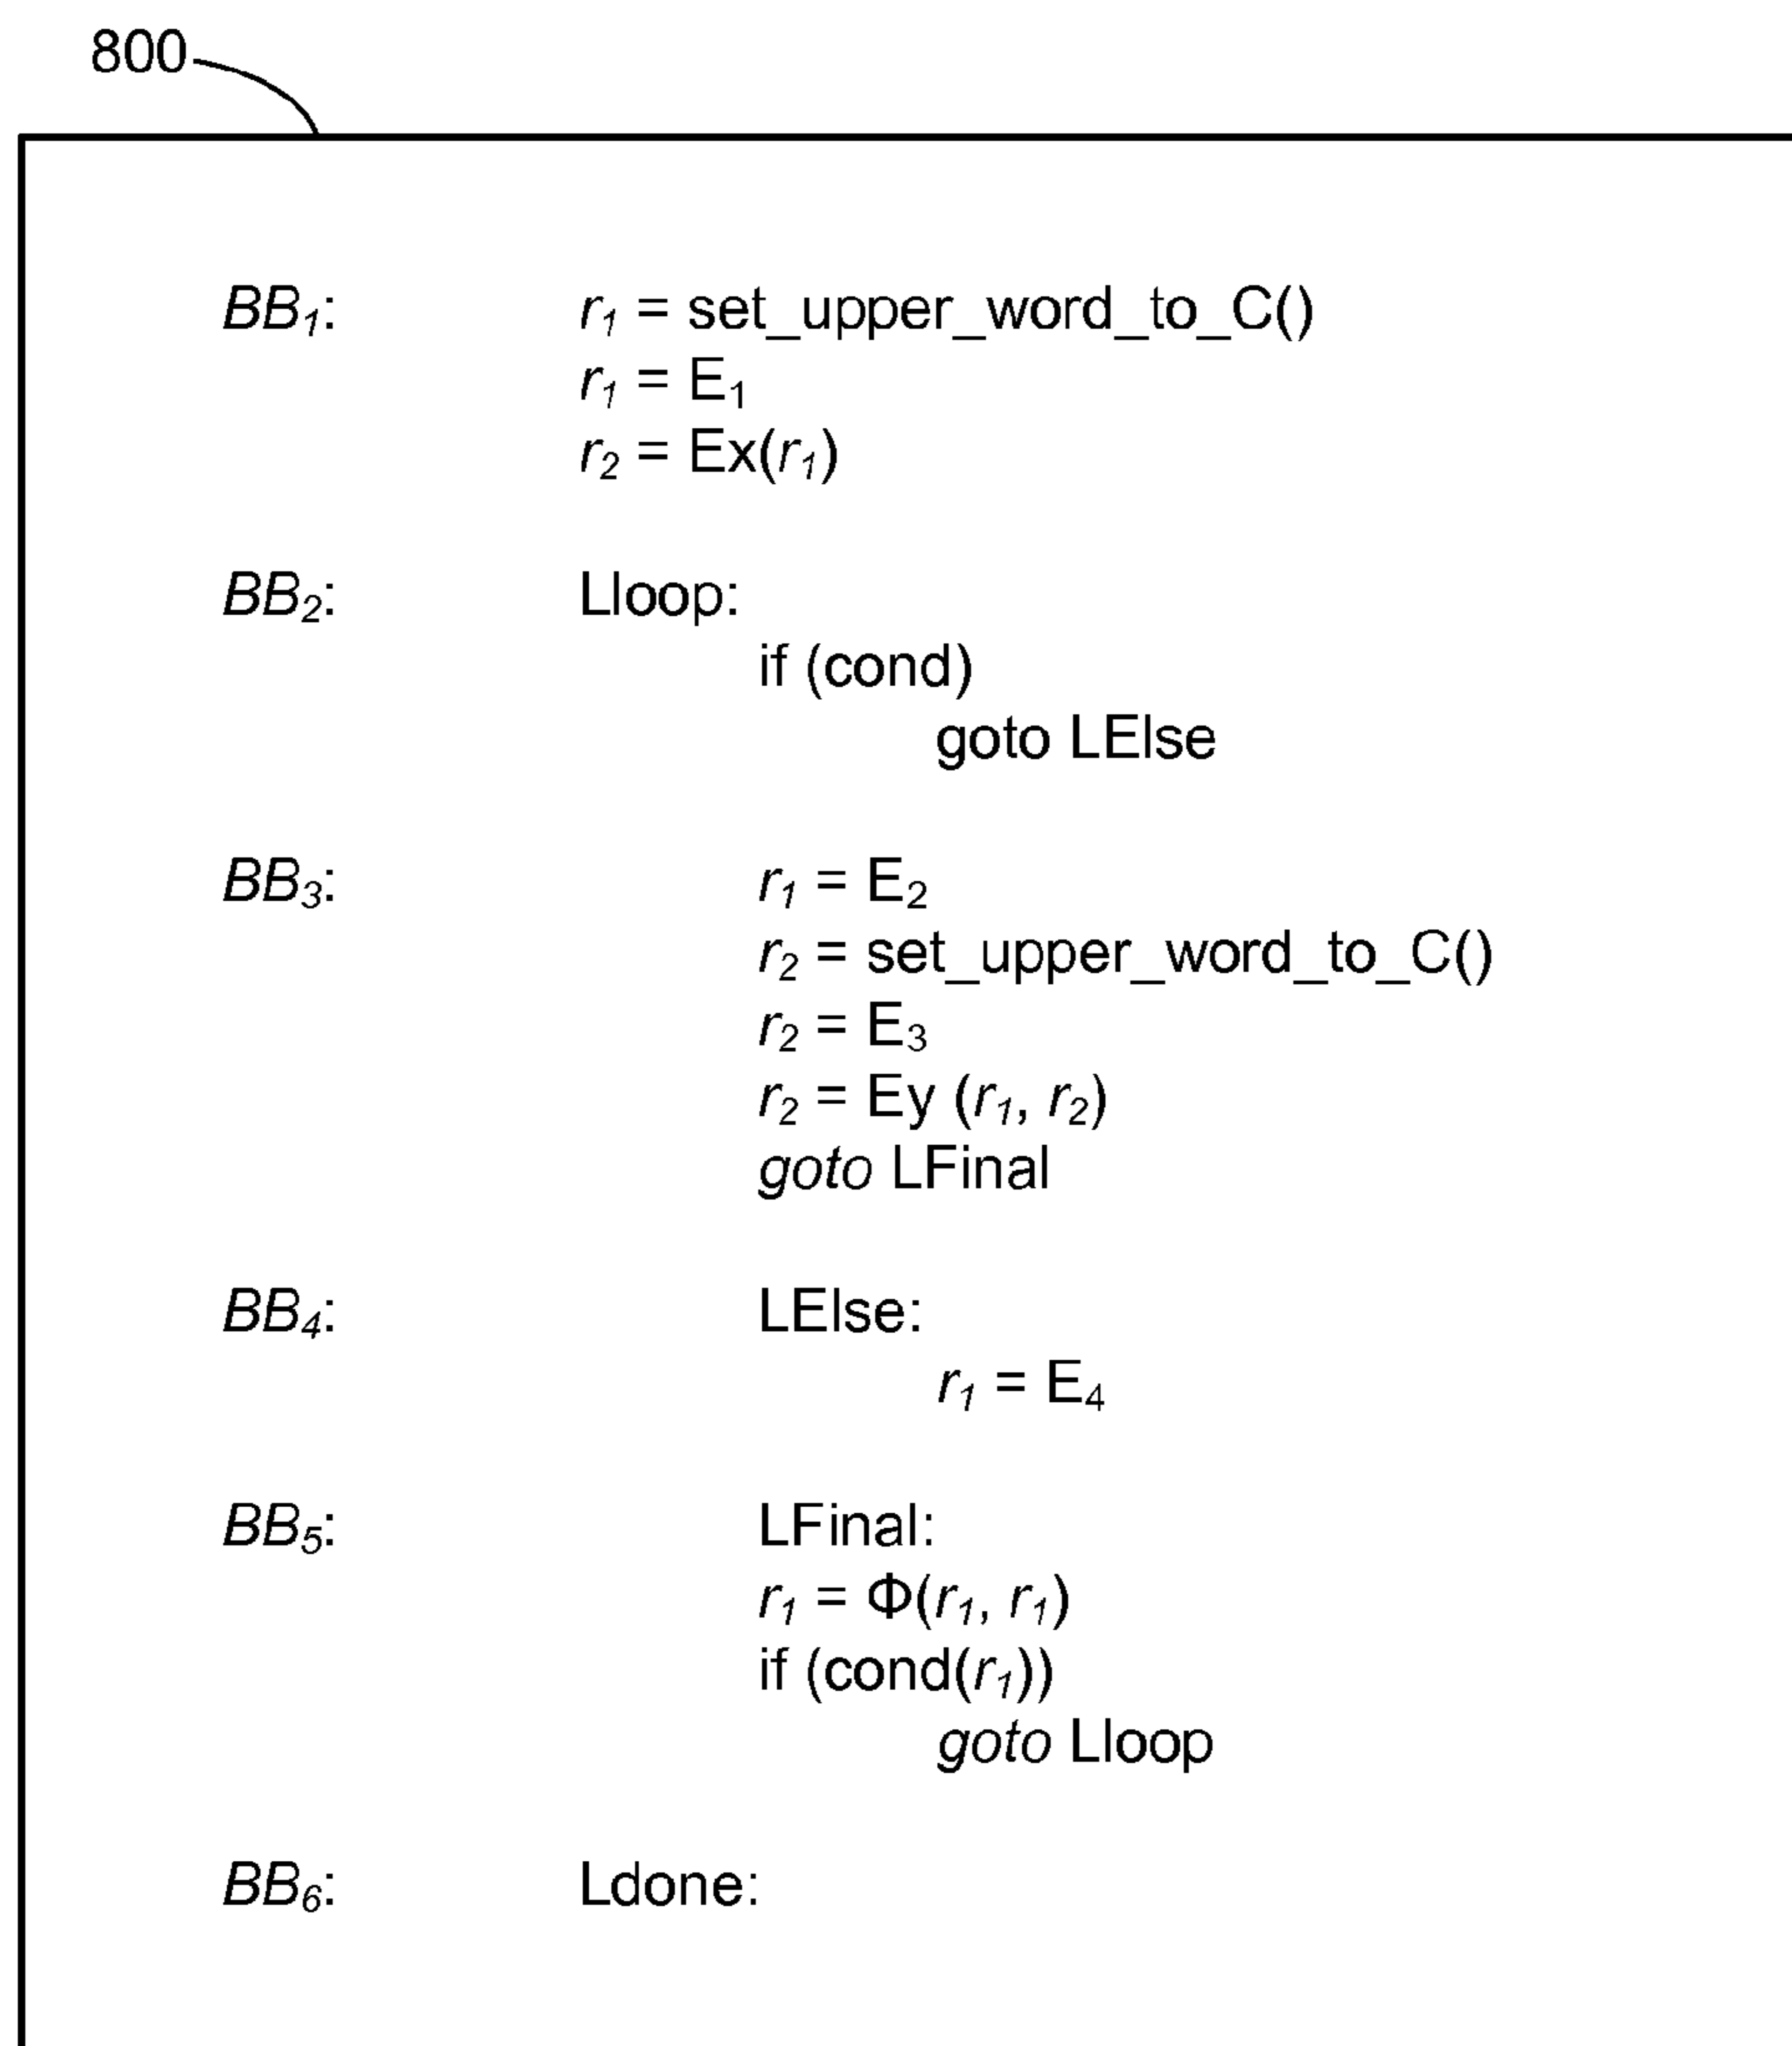 800
BB₁: r₁ = set_upper_word_to_C()
r₁ = E₁
r₂ = Ex(r₁)
BB₂: Lloop:
if (cond)
goto LElse
BB₃: r₁ = E₂
r₂ = set_upper_word_to_C()
r₂ = E₃
r₂ = Ey (r₁, r₂)
goto LFinal
BB₄: LElse:
r₁ = E₄
BB₅: LFinal:
r₁ = Φ(r₁, r₁)
if (cond(r₁))
goto Lloop
BB₆: Ldone: